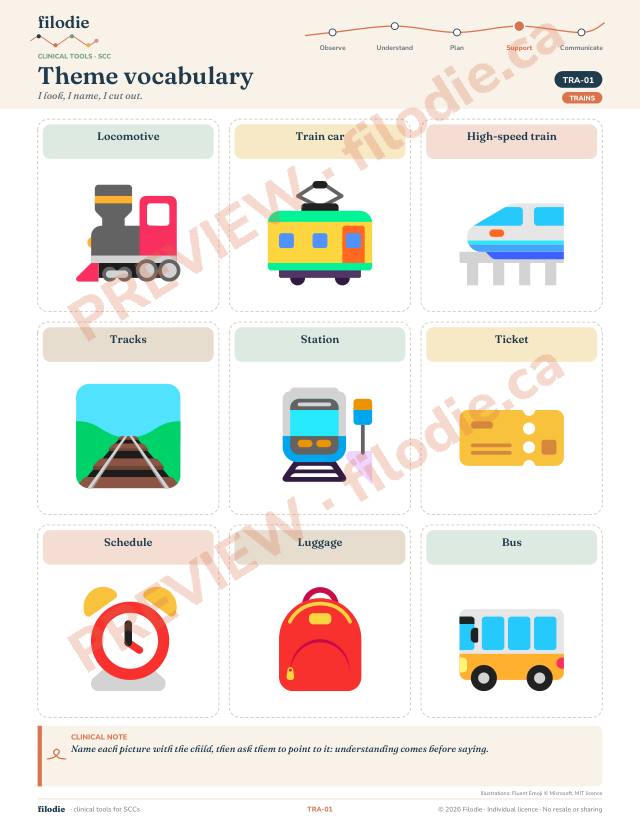 filodie
Observe Understand Plan Support Communicate
CLINICAL TOOLS · SCC
Theme vocabulary
I look, I name, I cut out.
TRA-01
TRAINS
Locomotive Train car High-speed train
Tracks Station Ticket
Schedule Luggage Bus
PREVIEW · filodie.ca
PREVIEW · filodie.ca
CLINICAL NOTE
Name each picture with the child, then ask them to point to it: understanding comes before saying.
Illustrations: Fluent Emoji © Microsoft, MIT licence
filodie · clinical tools for SCCs TRA-01 © 2026 Filodie · Individual licence · No resale or sharing